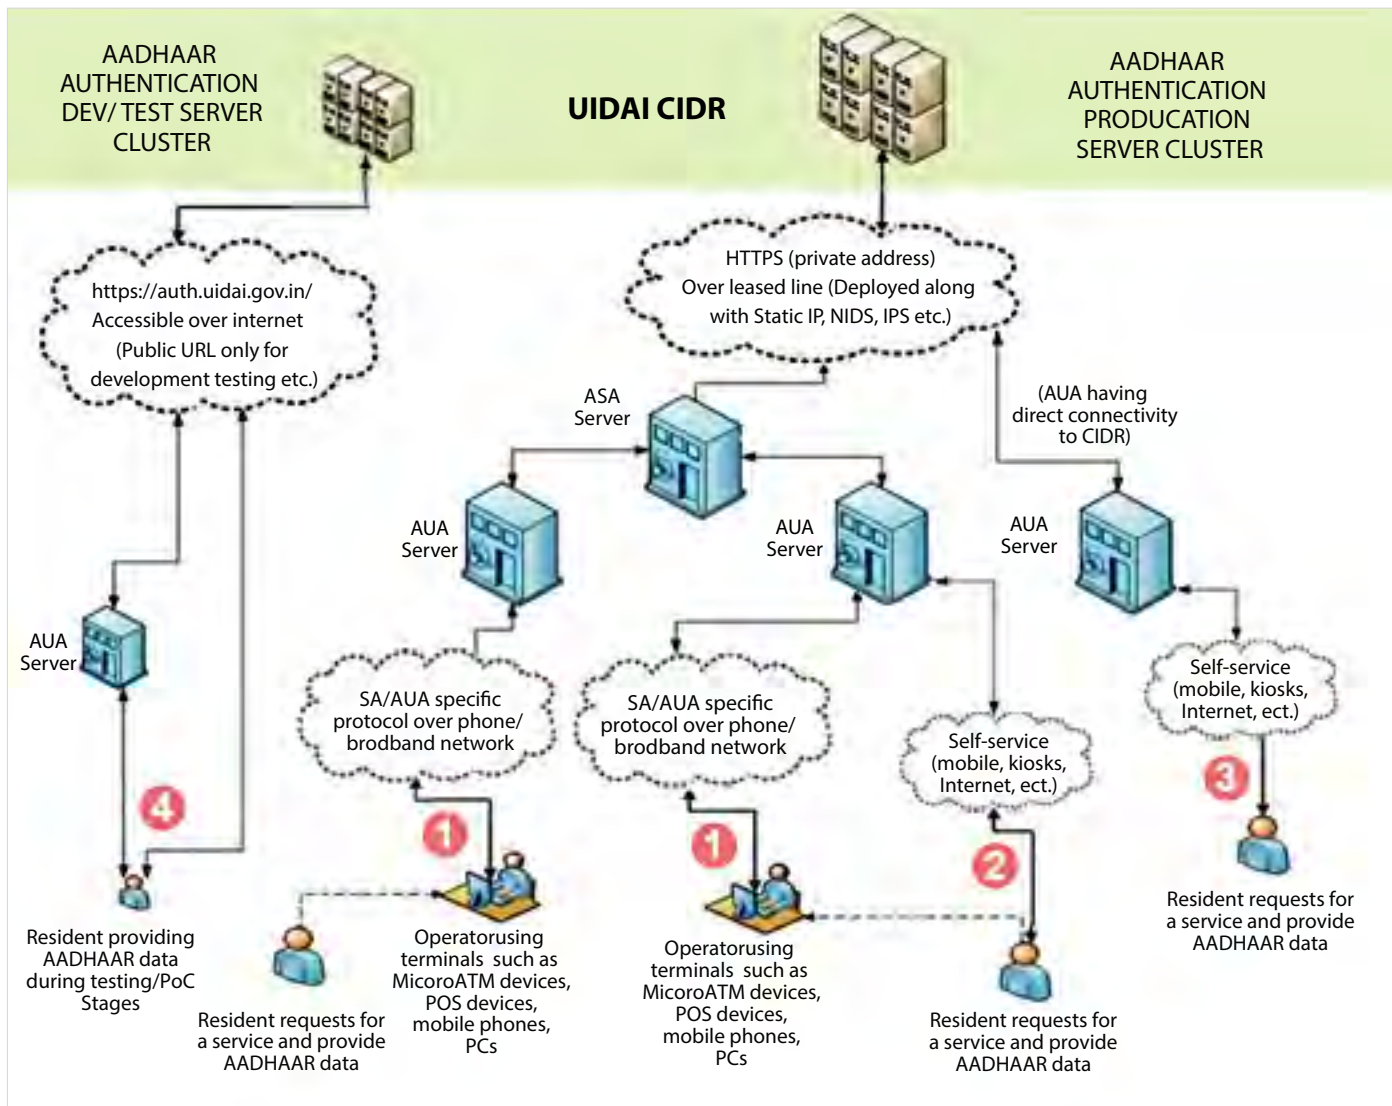 AADHAAR
AUTHENTICATION
DEV/ TEST SERVER
CLUSTER
UIDAI CIDR
AADHAAR
AUTHENTICATION
PRODUCATION
SERVER CLUSTER
https://auth.uidai.gov.in/
Accessible over internet
(Public URL only for
development testing etc.)
HTTPS (private address)
Over leased line (Deployed along
with Static IP, NIDS, IPS etc.)
ASA
Server
(AUA having
direct connectivity
to CIDR)
AUA
Server
AUA
Server
AUA
Server
AUA
Server
SA/AUA specific
protocol over phone/
brodband network
SA/AUA specific
protocol over phone/
brodband network
Self-service
(mobile, kiosks,
Internet, ect.)
Self-service
(mobile, kiosks,
Internet, ect.)
4
1
1
2
3
Resident providing
AADHAAR data
during testing/PoC
Stages
Resident requests for
a service and provide
AADHAAR data
Operatorusing
terminals such as
MicoroATM devices,
POS devices,
mobile phones,
PCs
Operatorusing
terminals such as
MicoroATM devices,
POS devices,
mobile phones,
PCs
Resident requests for
a service and provide
AADHAAR data
Resident requests for
a service and provide
AADHAAR data